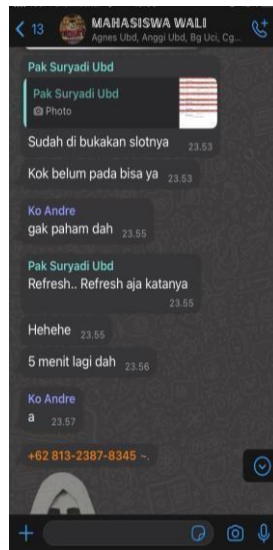 13
MAHASISWA WALI
Agnes Ubd, Anggi Ubd, Bg Uci, Cg...
Pak Suryadi Ubd
Pak Suryadi Ubd
Photo
Sudah di bukakan slotnya 23.53
Kok belum pada bisa ya 23.53
Ko Andre
gak paham dah 23.55
Pak Suryadi Ubd
Refresh.. Refresh aja katanya
23.55
Hehehe 23.55
5 menit lagi dah 23.56
Ko Andre
a 23.57
+62 813-2387-8345 ~.